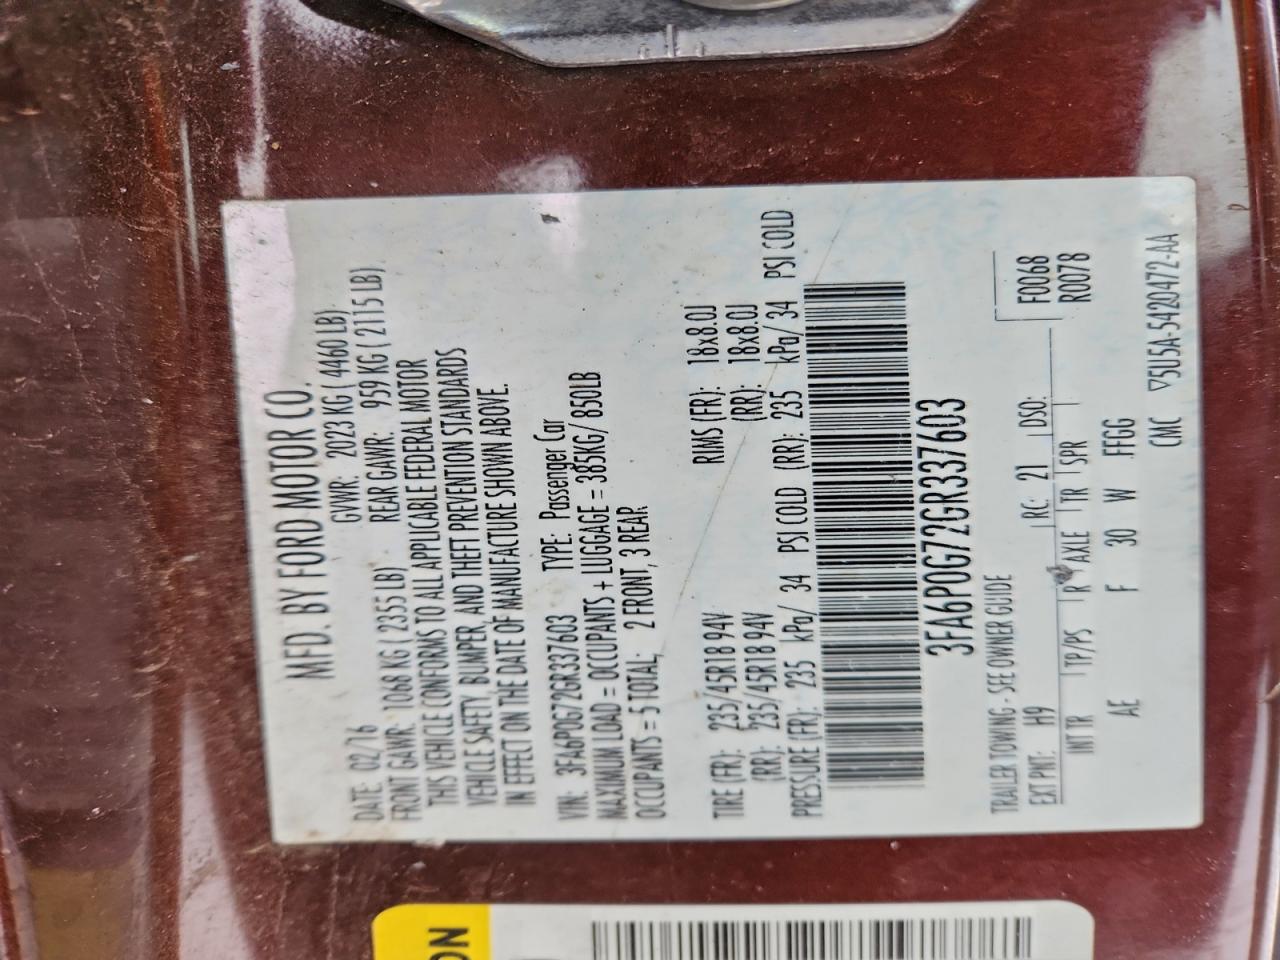 MFD. BY FORD MOTOR CO.
DATE: 02/16 GVWR: 2023 KG ( 4460 LB)
FRONT GAWR: 1068 KG ( 2355 LB) REAR GAWR: 959 KG ( 2115 LB)
THIS VEHICLE CONFORMS TO ALL APPLICABLE FEDERAL MOTOR
VEHICLE SAFETY, BUMPER, AND THEFT PREVENTION STANDARDS
IN EFFECT ON THE DATE OF MANUFACTURE SHOWN ABOVE.
VIN: 3FA6P0G72GR337603 TYPE: Passenger Car
MAXIMUM LOAD = OCCUPANTS + LUGGAGE = 385KG/ 850LB
OCCUPANTS = 5 TOTAL; 2 FRONT, 3 REAR
TIRE (FR): 235/45R18 94V RIMS (FR): 18x8.0J
(RR): 235/45R18 94V (RR): 18x8.0J
PRESSURE (FR): 235 kPa/ 34 PSI COLD (RR): 235 kPa/ 34 PSI COLD
3FA6P0G72GR337603
TRAILER TOWING - SEE OWNER GUIDE
EXT PNT: H9 RC: 21 DSO: F0068
R0078
INT TR TP/PS R AXLE TR SPR
AE F 30 W FFGG
CMC ▽5U5A-5420472-AA
ON